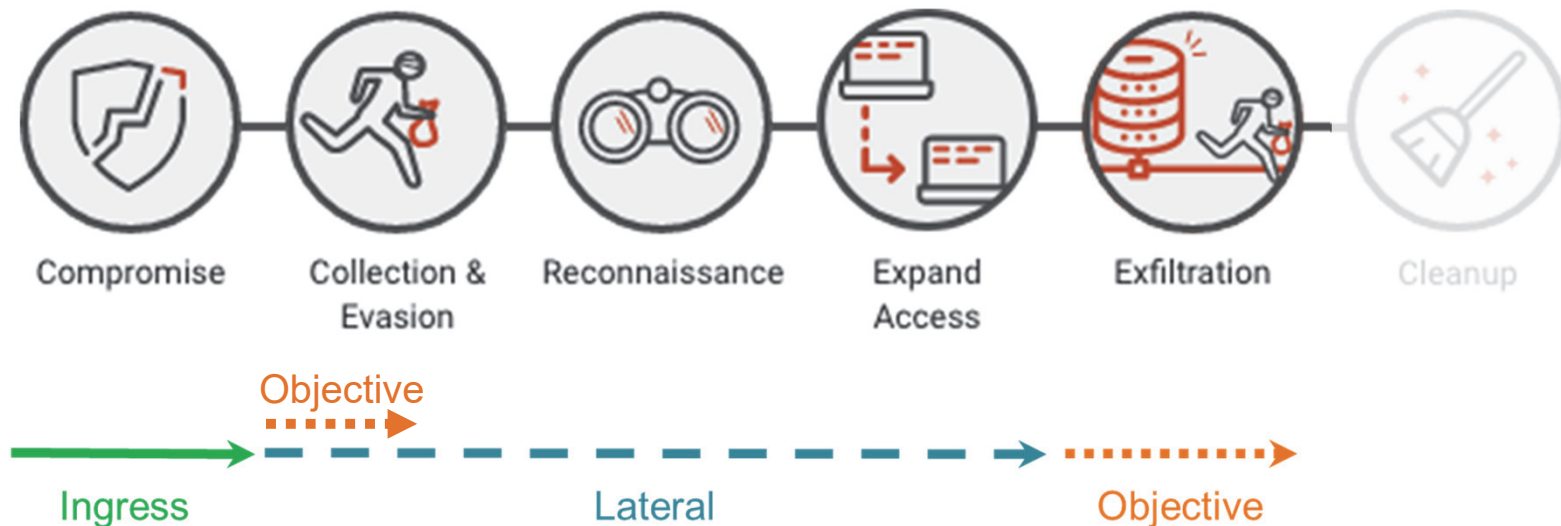 Compromise
Collection &
Evasion
Reconnaissance
Expand
Access
Exfiltration
Cleanup
Objective
Ingress
Lateral
Objective